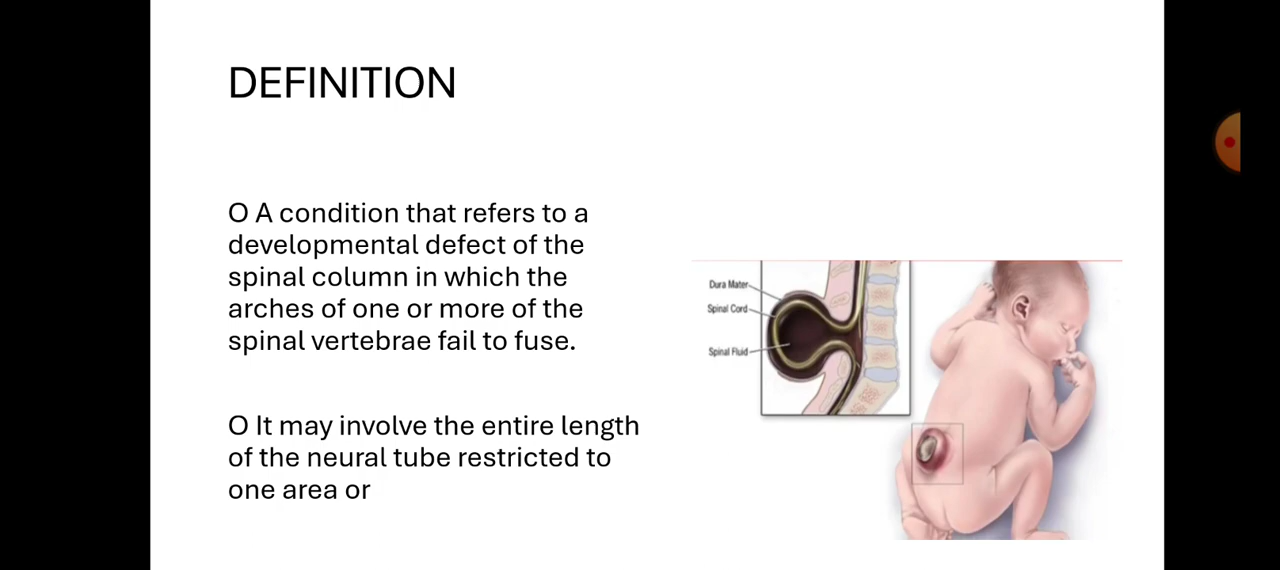 DEFINITION
O A condition that refers to a
developmental defect of the
spinal column in which the
arches of one or more of the
spinal vertebrae fail to fuse.
O It may involve the entire length
of the neural tube restricted to
one area or
Dura Mater
Spinal Cord
Spinal Fluid